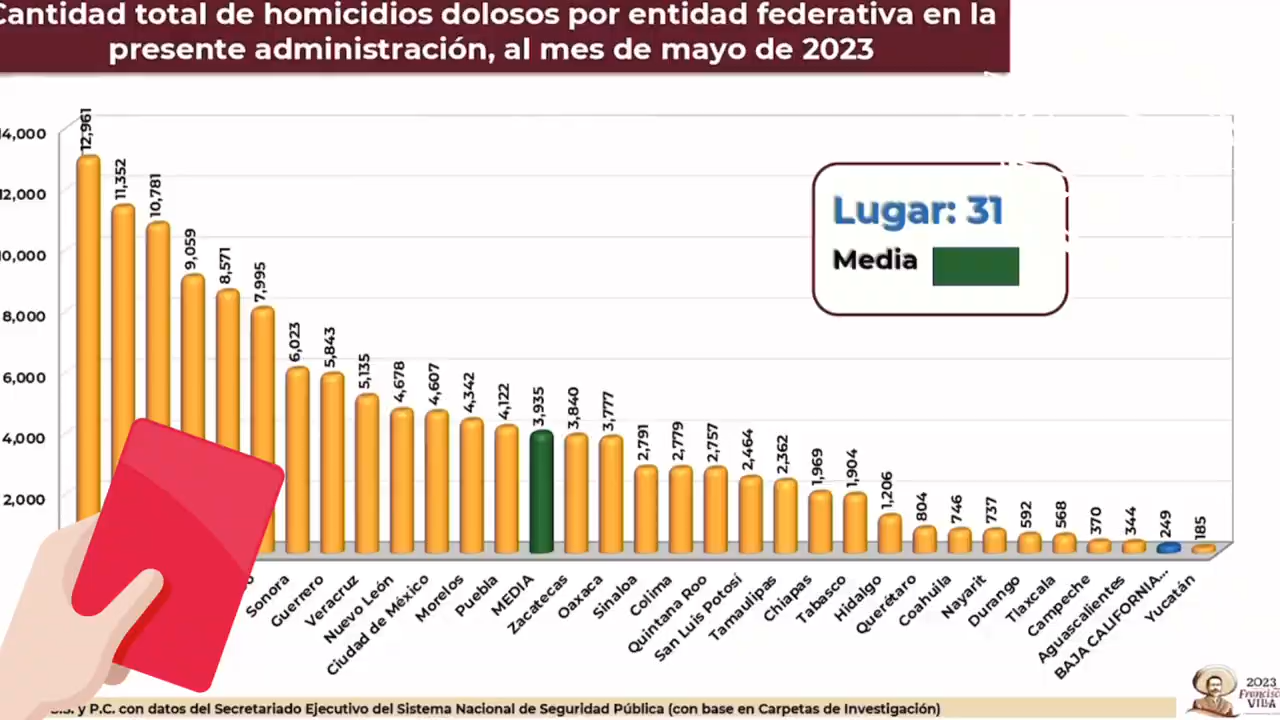 Cantidad total de homicidios dolosos por entidad federativa en la
presente administración, al mes de mayo de 2023
14,000
12,000
10,000
8,000
6,000
4,000
2,000
12,961
11,352
10,781
9,059
8,571
7,995
6,023
5,843
5,135
4,678
4,607
4,342
4,122
3,935
3,840
3,777
2,791
2,779
2,757
2,464
2,362
1,969
1,904
1,206
804
746
737
592
568
370
344
249
185
Lugar: 31
Media
Sonora
Guerrero
Veracruz
Nuevo León
Ciudad de México
Morelos
Puebla
MEDIA
Zacatecas
Oaxaca
Sinaloa
Colima
Quintana Roo
San Luis Potosí
Tamaulipas
Chiapas
Tabasco
Hidalgo
Querétaro
Coahuila
Nayarit
Durango
Tlaxcala
Campeche
Aguascalientes
BAJA CALIFORNIA...
Yucatán
S.S. y P.C. con datos del Secretariado Ejecutivo del Sistema Nacional de Seguridad Pública (con base en Carpetas de Investigación)
2023
Francisco
VILLA